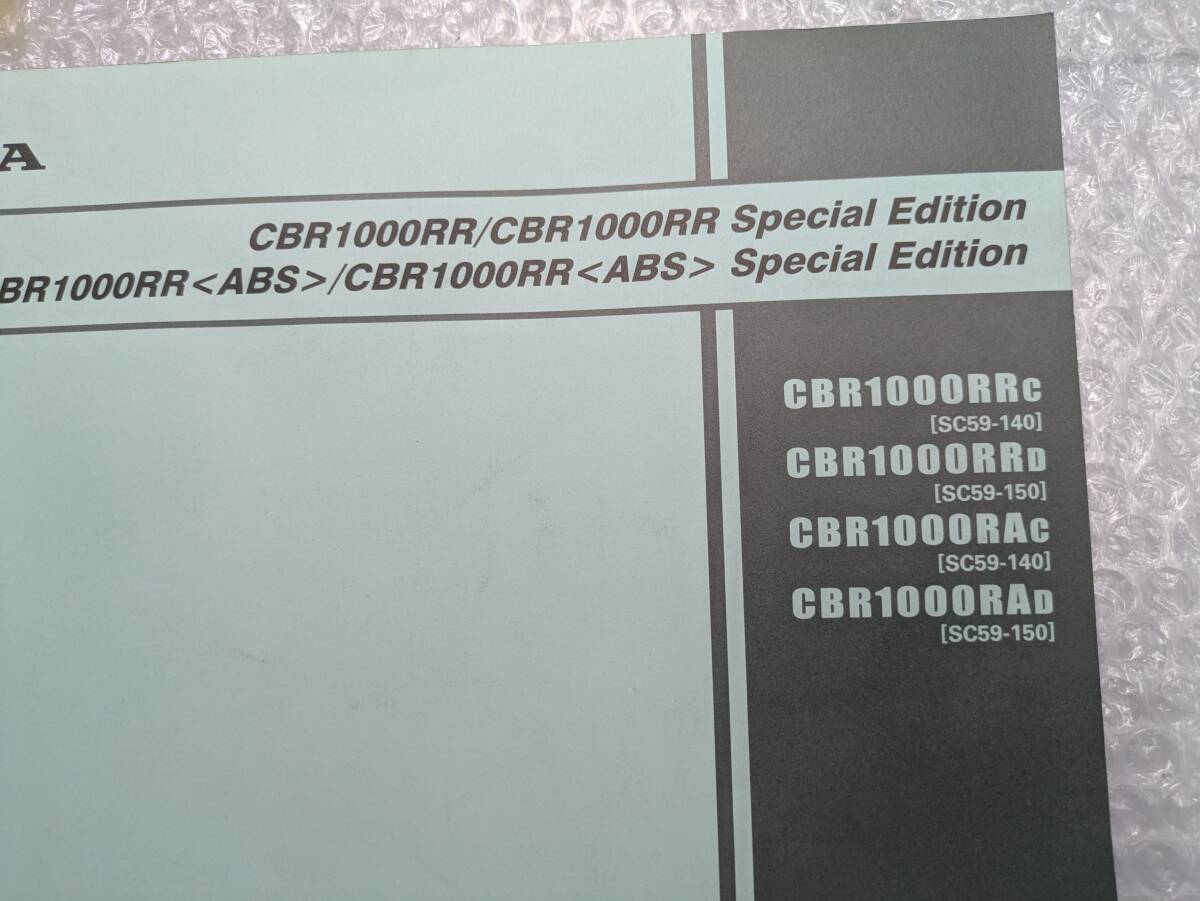 A
CBR1000RR/CBR1000RR Special Edition
BR1000RR<ABS>/CBR1000RR<ABS> Special Edition
CBR1000RRC
[SC59-140]
CBR1000RRD
[SC59-150]
CBR1000RAC
[SC59-140]
CBR1000RAD
[SC59-150]